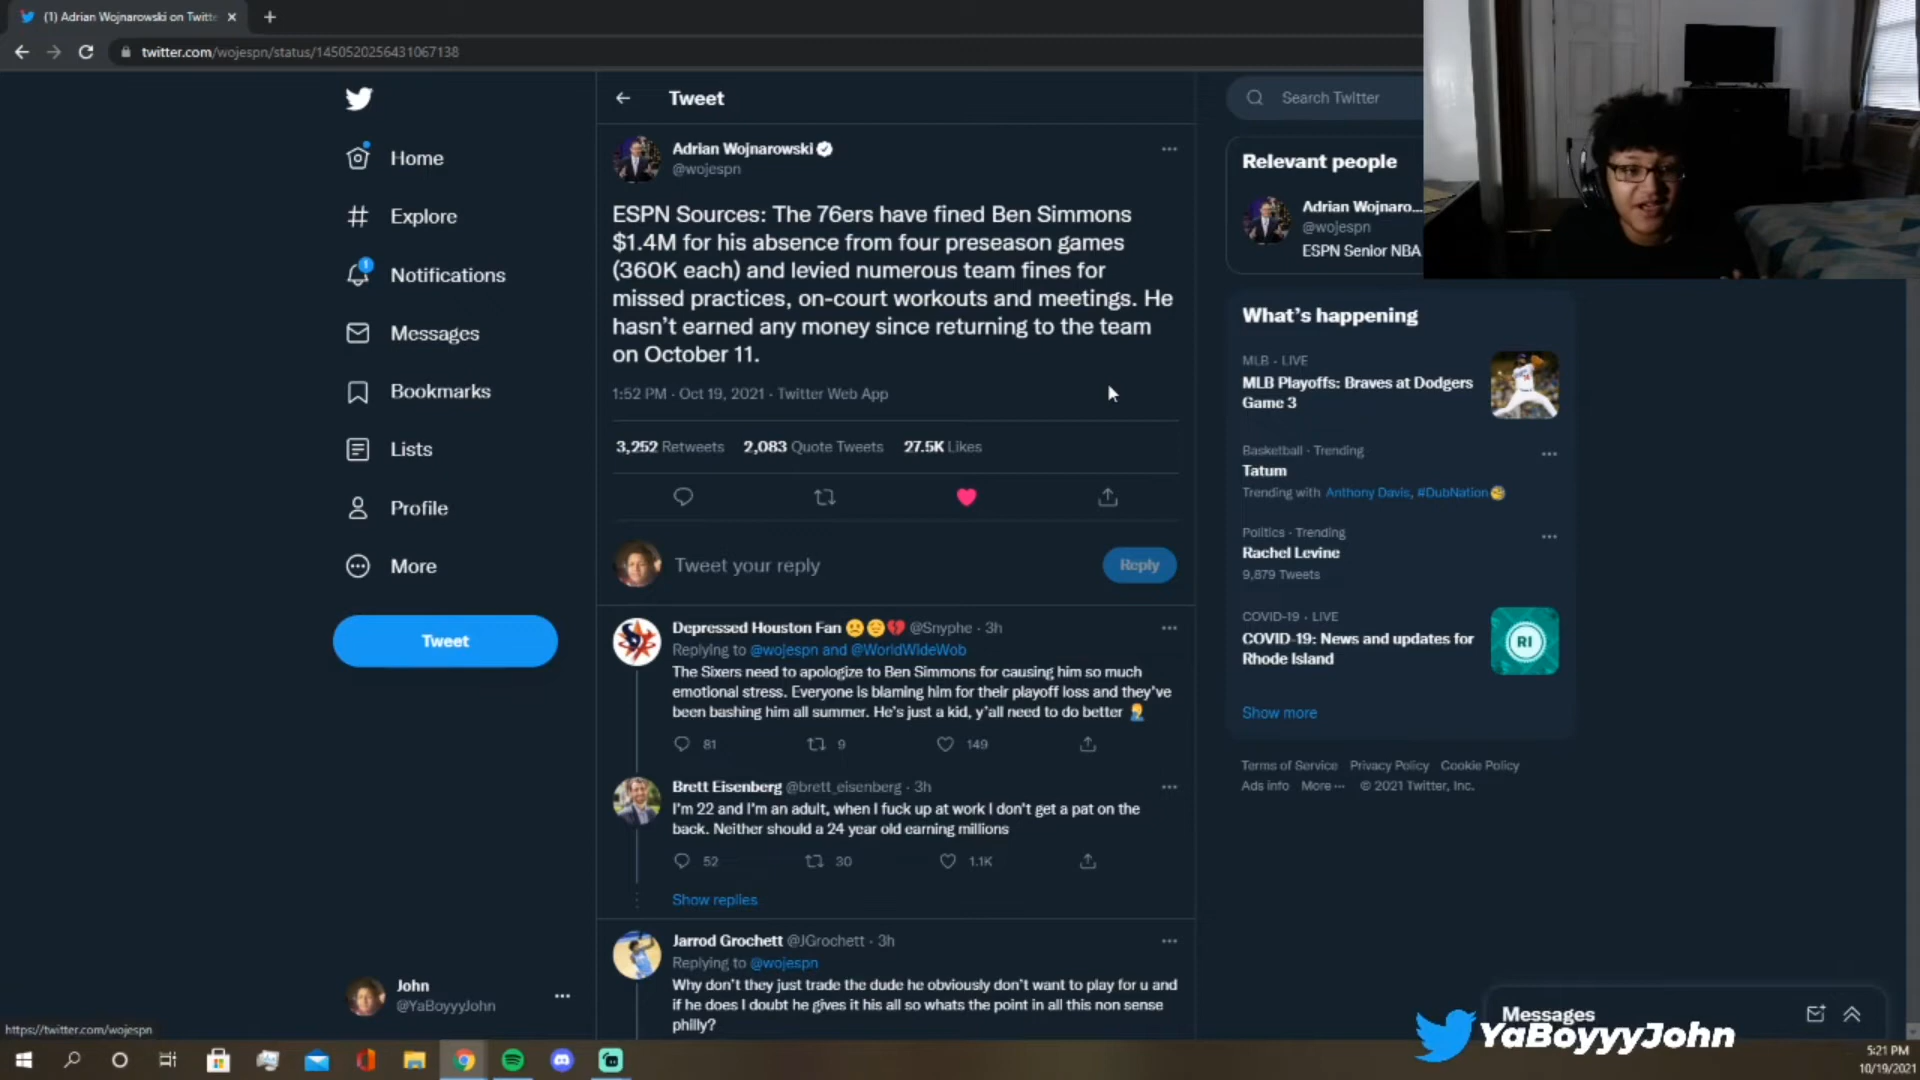 (1) Adrian Wojnarowski on Twitte
twitter.com/wojespn/status/1450520256431067138
Home
Explore
1
Notifications
Messages
Bookmarks
Lists
Profile
More
Tweet
John
@YaBoyyyJohn
https://twitter.com/wojespn
Tweet
Adrian Wojnarowski
@wojespn
ESPN Sources: The 76ers have fined Ben Simmons
$1.4M for his absence from four preseason games
(360K each) and levied numerous team fines for
missed practices, on-court workouts and meetings. He
hasn't earned any money since returning to the team
on October 11.
1:52 PM · Oct 19, 2021 · Twitter Web App
3,252 Retweets 2,083 Quote Tweets 27.5K Likes
Tweet your reply
Reply
Depressed Houston Fan 😕😌💔 @Snyphe · 3h
Replying to @wojespn and @WorldWideWob
The Sixers need to apologize to Ben Simmons for causing him so much
emotional stress. Everyone is blaming him for their playoff loss and they've
been bashing him all summer. He's just a kid, y'all need to do better 🤦‍♂️
81 9 149
Brett Eisenberg @brett_eisenberg · 3h
I'm 22 and I'm an adult, when I fuck up at work I don't get a pat on the
back. Neither should a 24 year old earning millions
52 30 1.1K
Show replies
Jarrod Grochett @JGrochett · 3h
Replying to @wojespn
Why don't they just trade the dude he obviously don't want to play for u and
if he does I doubt he gives it his all so whats the point in all this non sense
philly?
Search Twitter
Relevant people
Adrian Wojnaro...
@wojespn
ESPN Senior NBA
What's happening
MLB · LIVE
MLB Playoffs: Braves at Dodgers
Game 3
Basketball · Trending
Tatum
Trending with Anthony Davis, #DubNation
Politics · Trending
Rachel Levine
9,879 Tweets
COVID-19 · LIVE
COVID-19: News and updates for
Rhode Island
RI
Show more
Terms of Service Privacy Policy Cookie Policy
Ads info More ··· © 2021 Twitter, Inc.
Messages
YaBoyyyJohn
5:21 PM
10/19/2021